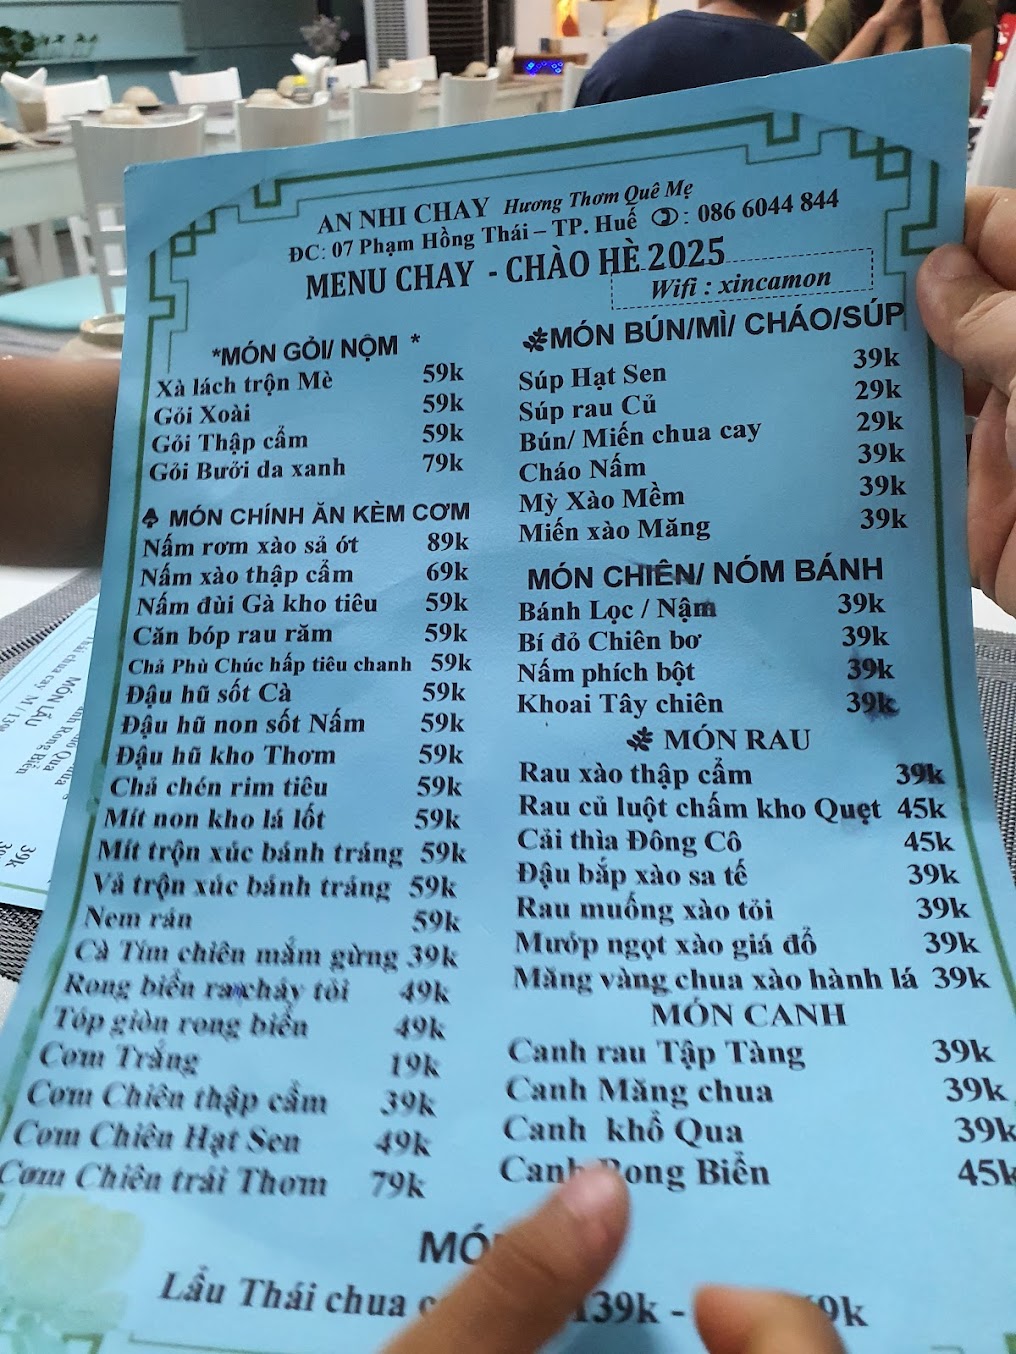 AN NHI CHAY Hương Thơm Quê Mẹ
ĐC: 07 Phạm Hồng Thái – TP. Huế ✆: 086 6044 844
MENU CHAY - CHÀO HÈ 2025
Wifi : xincamon
*MÓN GỎI/ NỘM *
Xà lách trộn Mè 59k
Gỏi Xoài 59k
Gỏi Thập cẩm 59k
Gỏi Bưởi da xanh 79k
MÓN CHÍNH ĂN KÈM CƠM
Nấm rơm xào sả ớt 89k
Nấm xào thập cẩm 69k
Nấm đùi Gà kho tiêu 59k
Căn bóp rau răm 59k
Chả Phù Chúc hấp tiêu chanh 59k
Đậu hũ sốt Cà 59k
Đậu hũ non sốt Nấm 59k
Đậu hũ kho Thơm 59k
Chả chén rim tiêu 59k
Mít non kho lá lốt 59k
Mít trộn xúc bánh tráng 59k
Vả trộn xúc bánh tráng 59k
Nem rán 59k
Cà Tím chiên mắm gừng 39k
Rong biển racháy tỏi 49k
Tóp giòn rong biển 49k
Cơm Trắng 19k
Cơm Chiên thập cẩm 39k
Cơm Chiên Hạt Sen 49k
Cơm Chiên trái Thơm 79k
MÓN BÚN/MÌ/ CHÁO/SÚP
Súp Hạt Sen 39k
Súp rau Củ 29k
Bún/ Miến chua cay 29k
Cháo Nấm 39k
Mỳ Xào Mềm 39k
Miến xào Măng 39k
MÓN CHIÊN/ NÓM BÁNH
Bánh Lọc / Nậm 39k
Bí đỏ Chiên bơ 39k
Nấm phích bột 39k
Khoai Tây chiên 39k
MÓN RAU
Rau xào thập cẩm 39k
Rau củ luột chấm kho Quẹt 45k
Cải thìa Đông Cô 45k
Đậu bắp xào sa tế 39k
Rau muống xào tỏi 39k
Mướp ngọt xào giá đỗ 39k
Măng vàng chua xào hành lá 39k
MÓN CANH
Canh rau Tập Tàng 39k
Canh Măng chua 39k
Canh khổ Qua 39k
Canh Rong Biển 45k
Lẩu Thái chua 139k -
Thái chua cay
MÓN LẨU
39k